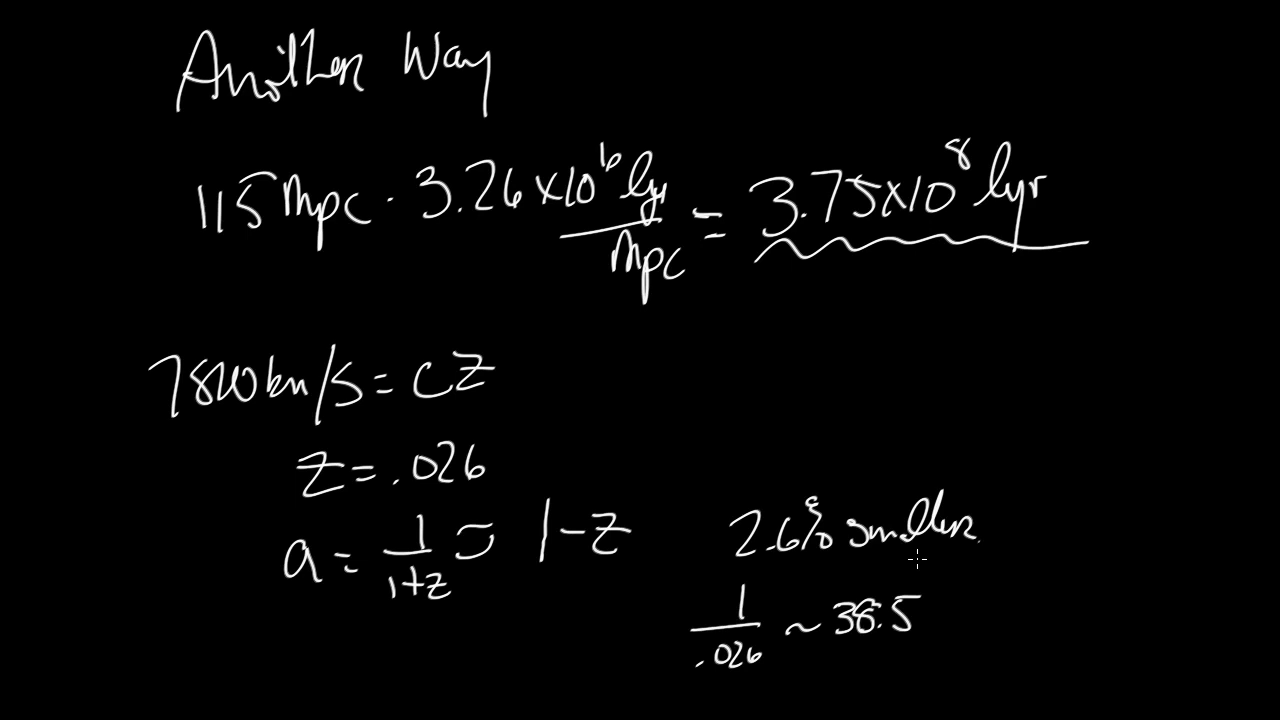 Another Way
115 Mpc · 3.26×10⁶ lyr/Mpc = 3.75×10⁸ lyr
7820 km/s = cz
z = .026
a = 1/(1+z) ≈ 1-z
2.6% smaller
1/.026 ~ 38.5